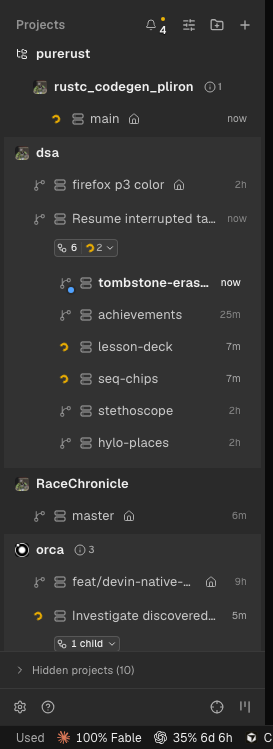 Projects
4
purerust
rustc_codegen_pliron 1
main now
dsa
firefox p3 color 2h
Resume interrupted ta... now
6 2
tombstone-eras... now
achievements 25m
lesson-deck 7m
seq-chips 7m
stethoscope 2h
hylo-places 2h
RaceChronicle
master 6m
orca 3
feat/devin-native-... 9h
Investigate discovered... 5m
1 child
Hidden projects (10)
Used 100% Fable 35% 6d 6h C